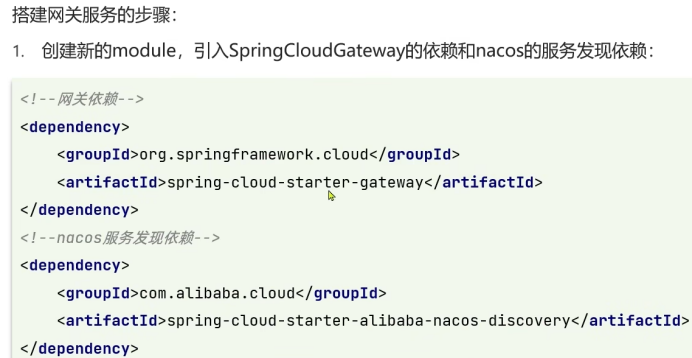 搭建网关服务的步骤：
1. 创建新的module，引入SpringCloudGateway的依赖和nacos的服务发现依赖：
<!--网关依赖-->
<dependency>
    <groupId>org.springframework.cloud</groupId>
    <artifactId>spring-cloud-starter-gateway</artifactId>
</dependency>
<!--nacos服务发现依赖-->
<dependency>
    <groupId>com.alibaba.cloud</groupId>
    <artifactId>spring-cloud-starter-alibaba-nacos-discovery</artifactId>
</dependency>